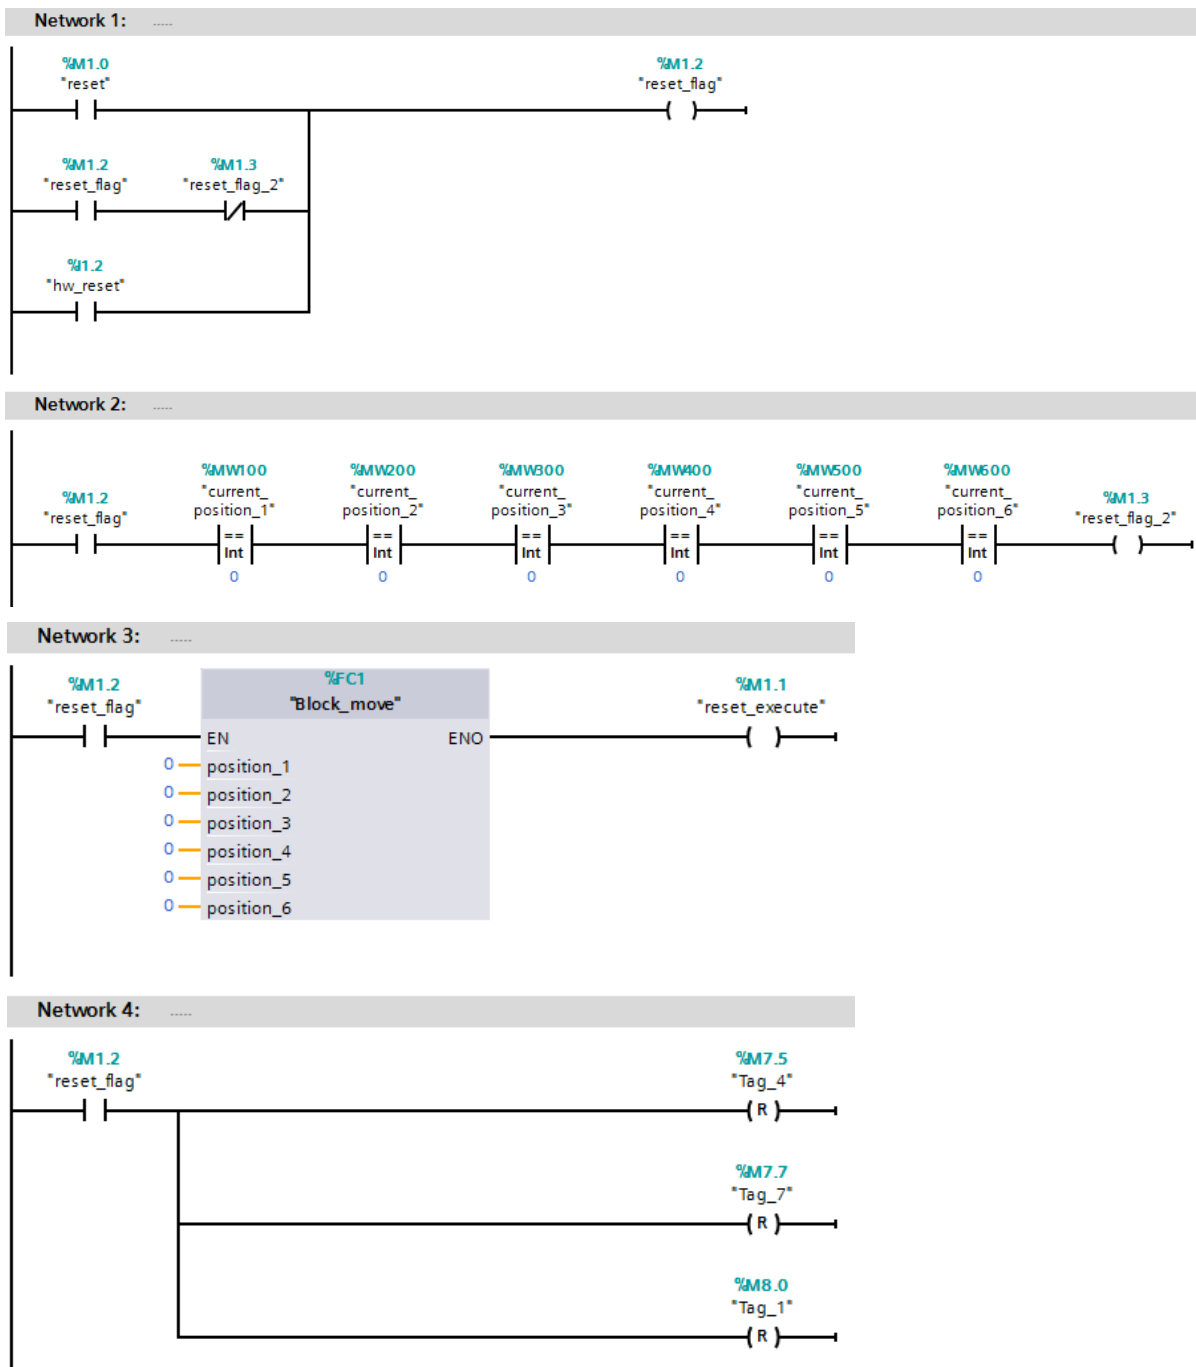 Network 1: .....
%M1.0 %M1.2
"reset" "reset_flag"
%M1.2 %M1.3
"reset_flag" "reset_flag_2"
%I1.2
"hw_reset"
Network 2: .....
%MW100 %MW200 %MW300 %MW400 %MW500 %MW600
"current_ "current_ "current_ "current_ "current_ "current_
%M1.2 position_1" position_2" position_3" position_4" position_5" position_6" %M1.3
"reset_flag" "reset_flag_2"
== == == == == ==
Int Int Int Int Int Int
0 0 0 0 0 0
Network 3: .....
%M1.2 %FC1 %M1.1
"reset_flag" "Block_move" "reset_execute"
EN ENO
0 position_1
0 position_2
0 position_3
0 position_4
0 position_5
0 position_6
Network 4: .....
%M1.2 %M7.5
"reset_flag" "Tag_4"
R
%M7.7
"Tag_7"
R
%M8.0
"Tag_1"
R